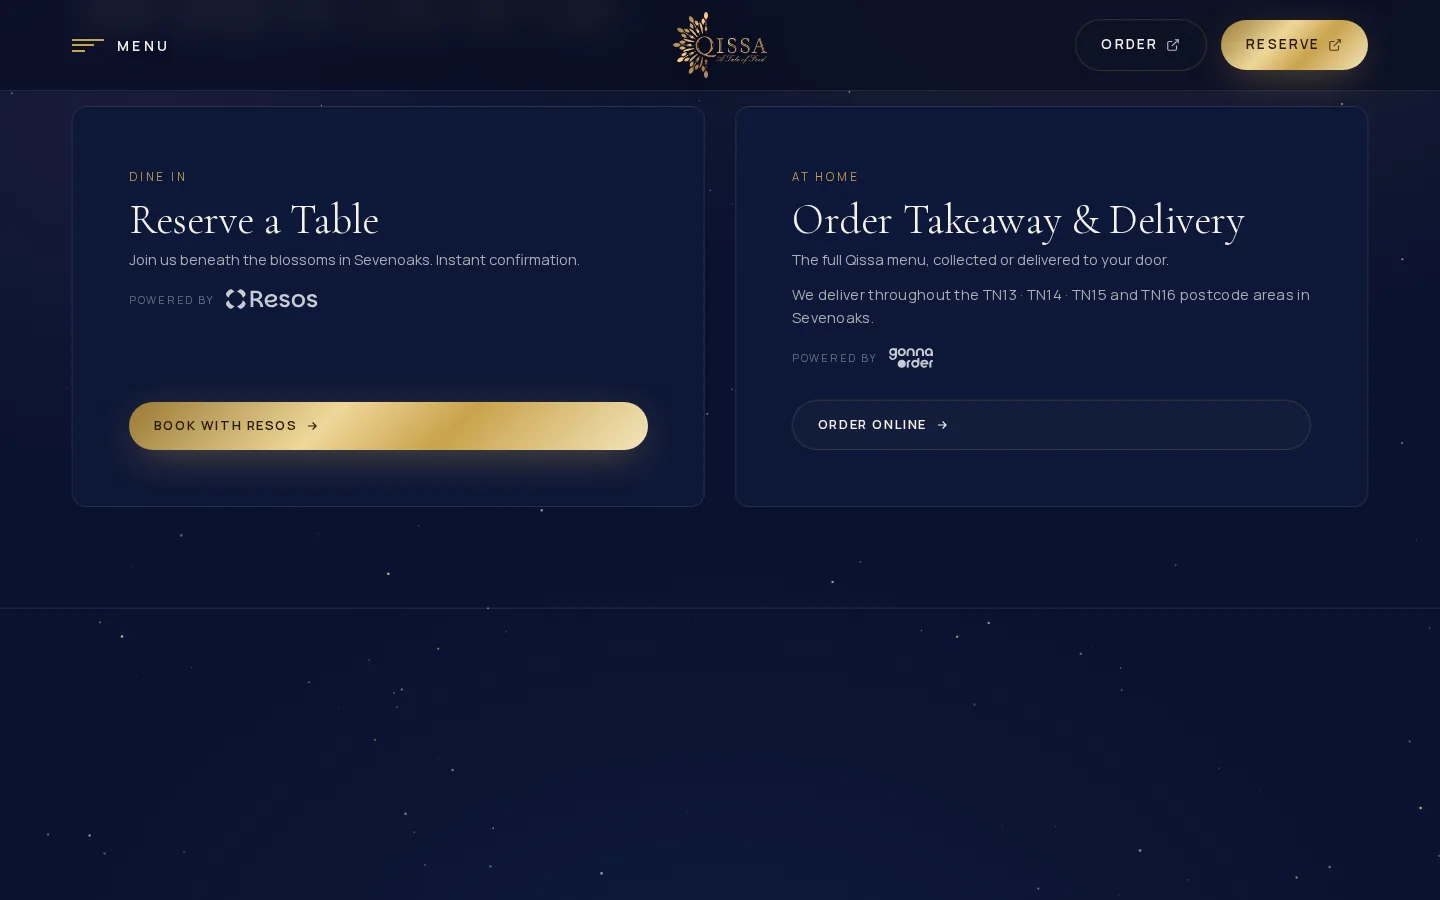 MENU
QISSA
A Tale of Food
ORDER
RESERVE
DINE IN
Reserve a Table
Join us beneath the blossoms in Sevenoaks. Instant confirmation.
POWERED BY Resos
BOOK WITH RESOS →
AT HOME
Order Takeaway & Delivery
The full Qissa menu, collected or delivered to your door.
We deliver throughout the TN13 · TN14 · TN15 and TN16 postcode areas in
Sevenoaks.
POWERED BY gonna order
ORDER ONLINE →